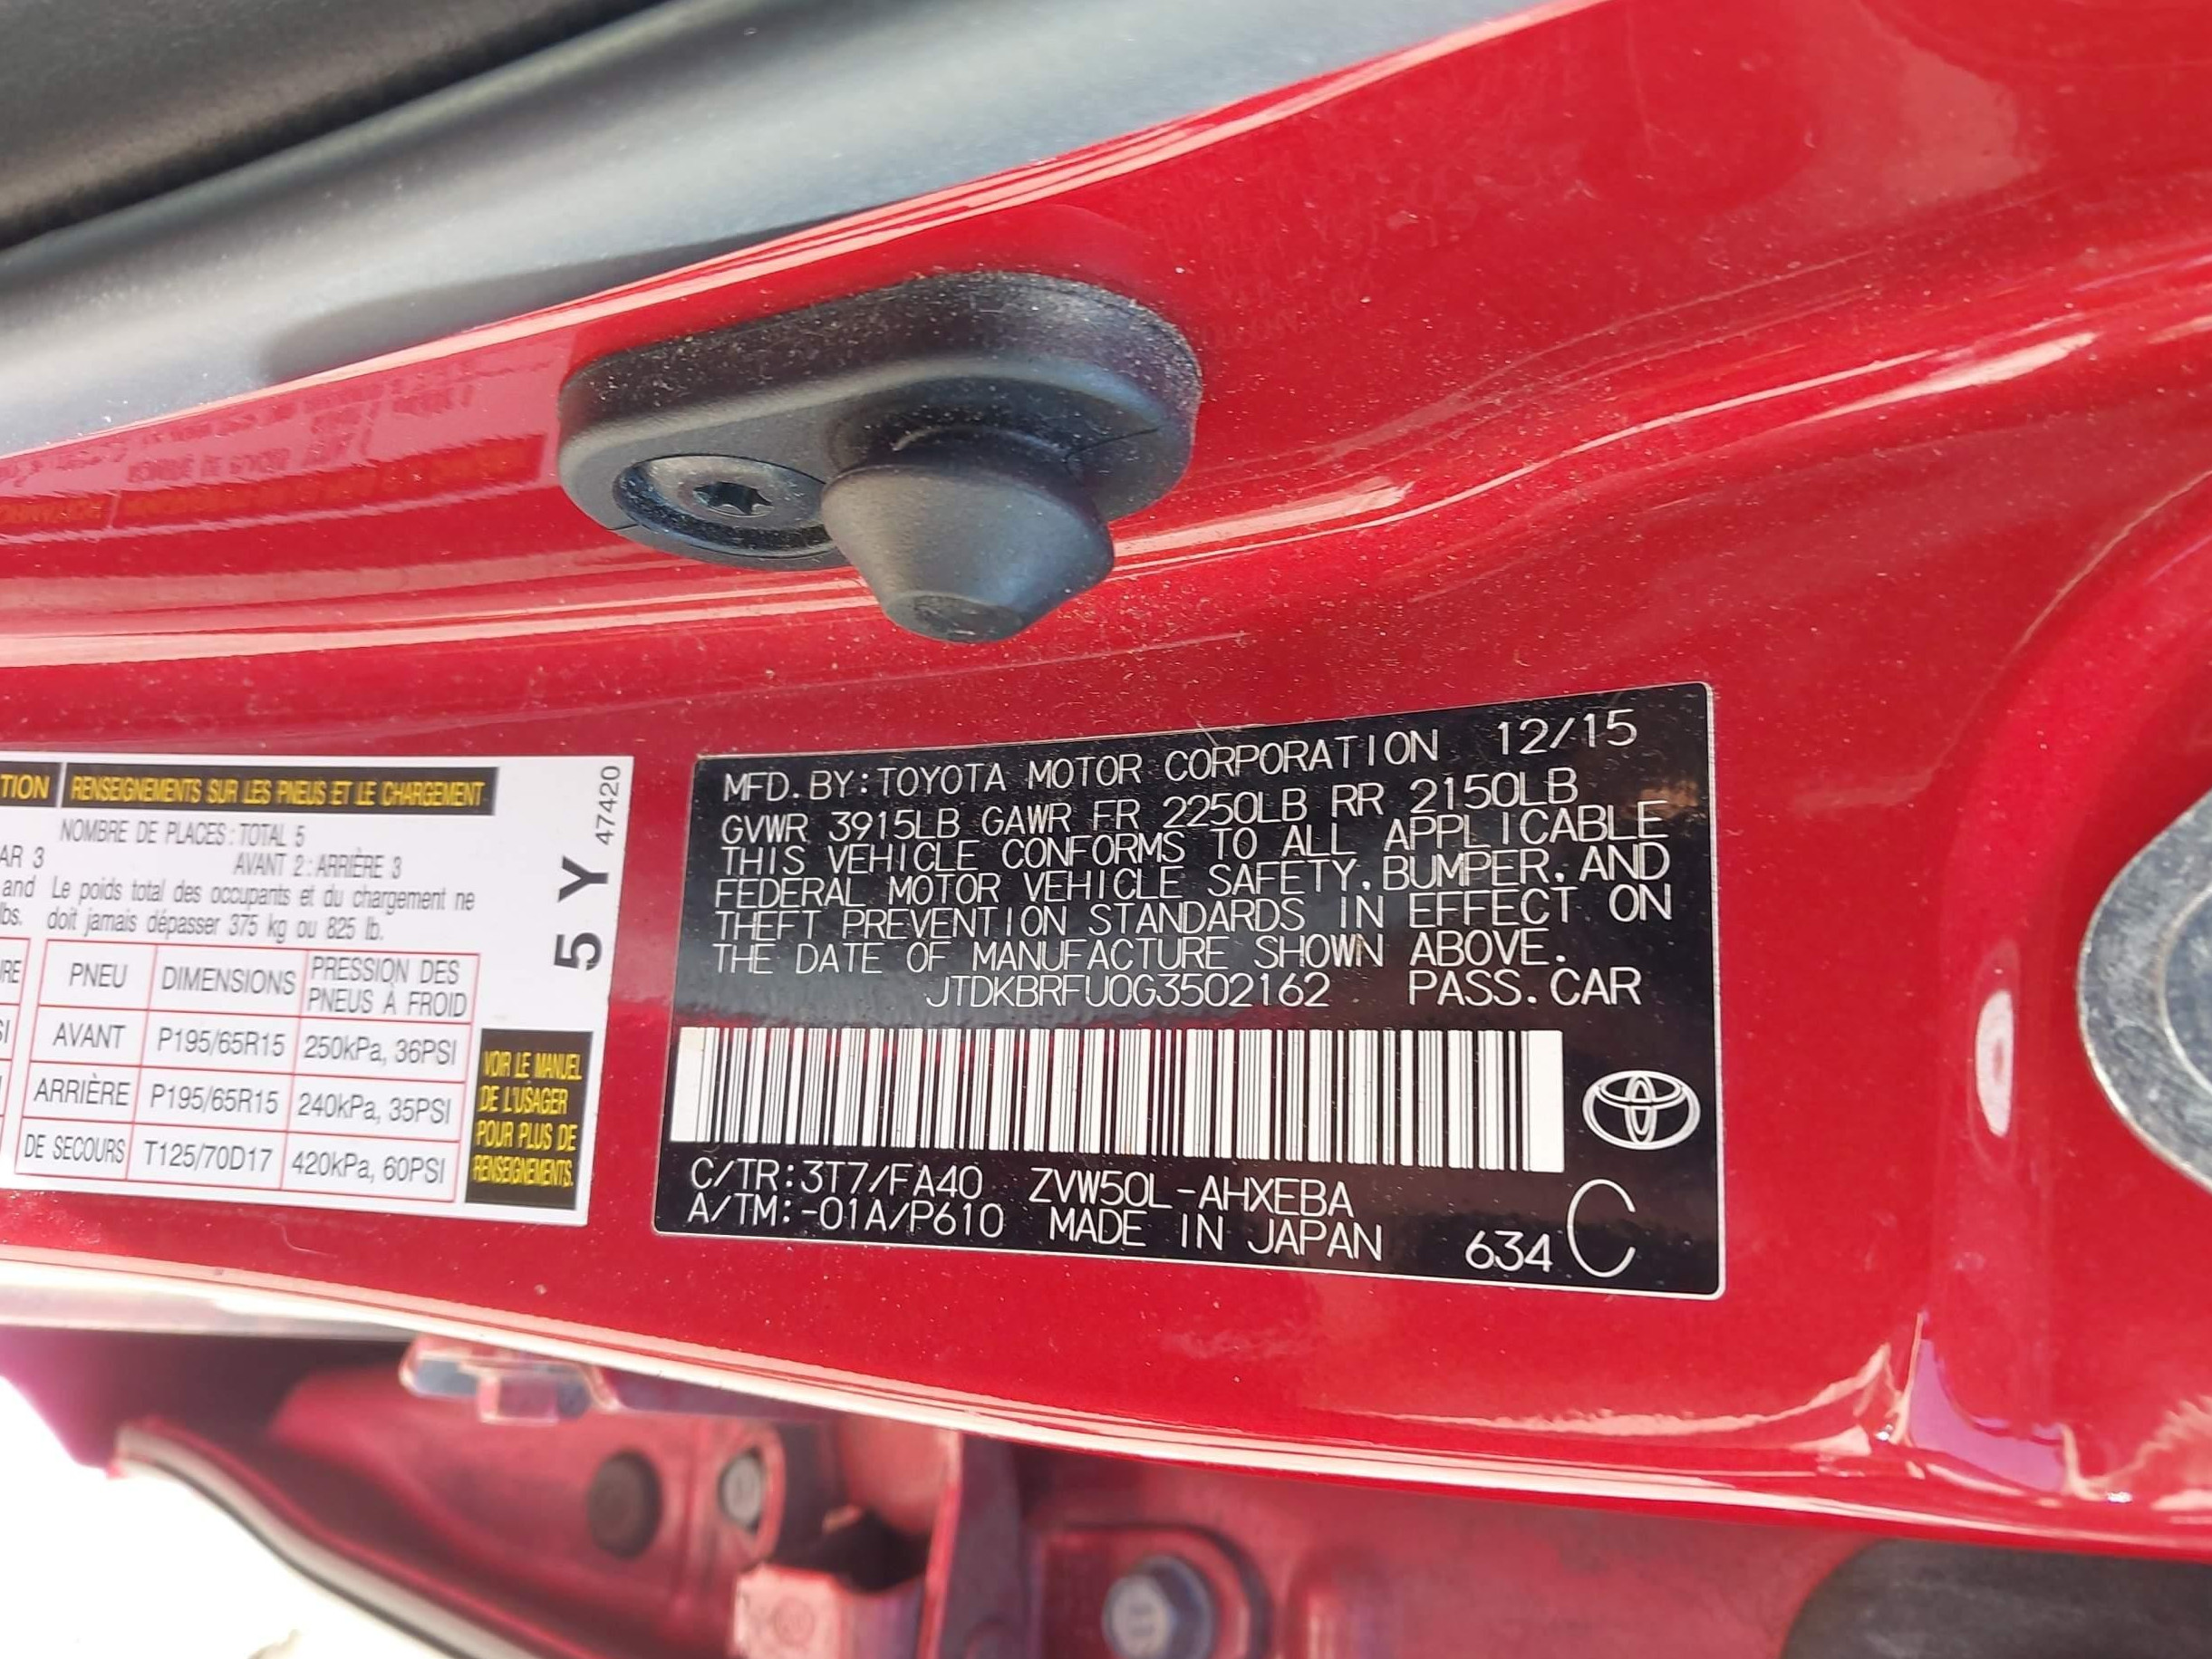 TION RENSEIGNEMENTS SUR LES PNEUS ET LE CHARGEMENT
NOMBRE DE PLACES : TOTAL 5
AR 3 AVANT 2 : ARRIÈRE 3
and Le poids total des occupants et du chargement ne
lbs. doit jamais dépasser 375 kg ou 825 lb.
PNEU DIMENSIONS PRESSION DES PNEUS À FROID
AVANT P195/65R15 250kPa, 36PSI
ARRIÈRE P195/65R15 240kPa, 35PSI
DE SECOURS T125/70D17 420kPa, 60PSI
VOIR LE MANUEL
DE L'USAGER
POUR PLUS DE
RENSEIGNEMENTS.
5 Y 47420
MFD. BY: TOYOTA MOTOR CORPORATION 12/15
GVWR 3915LB GAWR FR 2250LB RR 2150LB
THIS VEHICLE CONFORMS TO ALL APPLICABLE
FEDERAL MOTOR VEHICLE SAFETY, BUMPER, AND
THEFT PREVENTION STANDARDS IN EFFECT ON
THE DATE OF MANUFACTURE SHOWN ABOVE.
JTDKBRFU0G3502162 PASS. CAR
C/TR: 3T7/FA40 ZVW50L-AHXEBA
A/TM: -01A/P610 MADE IN JAPAN 634 C